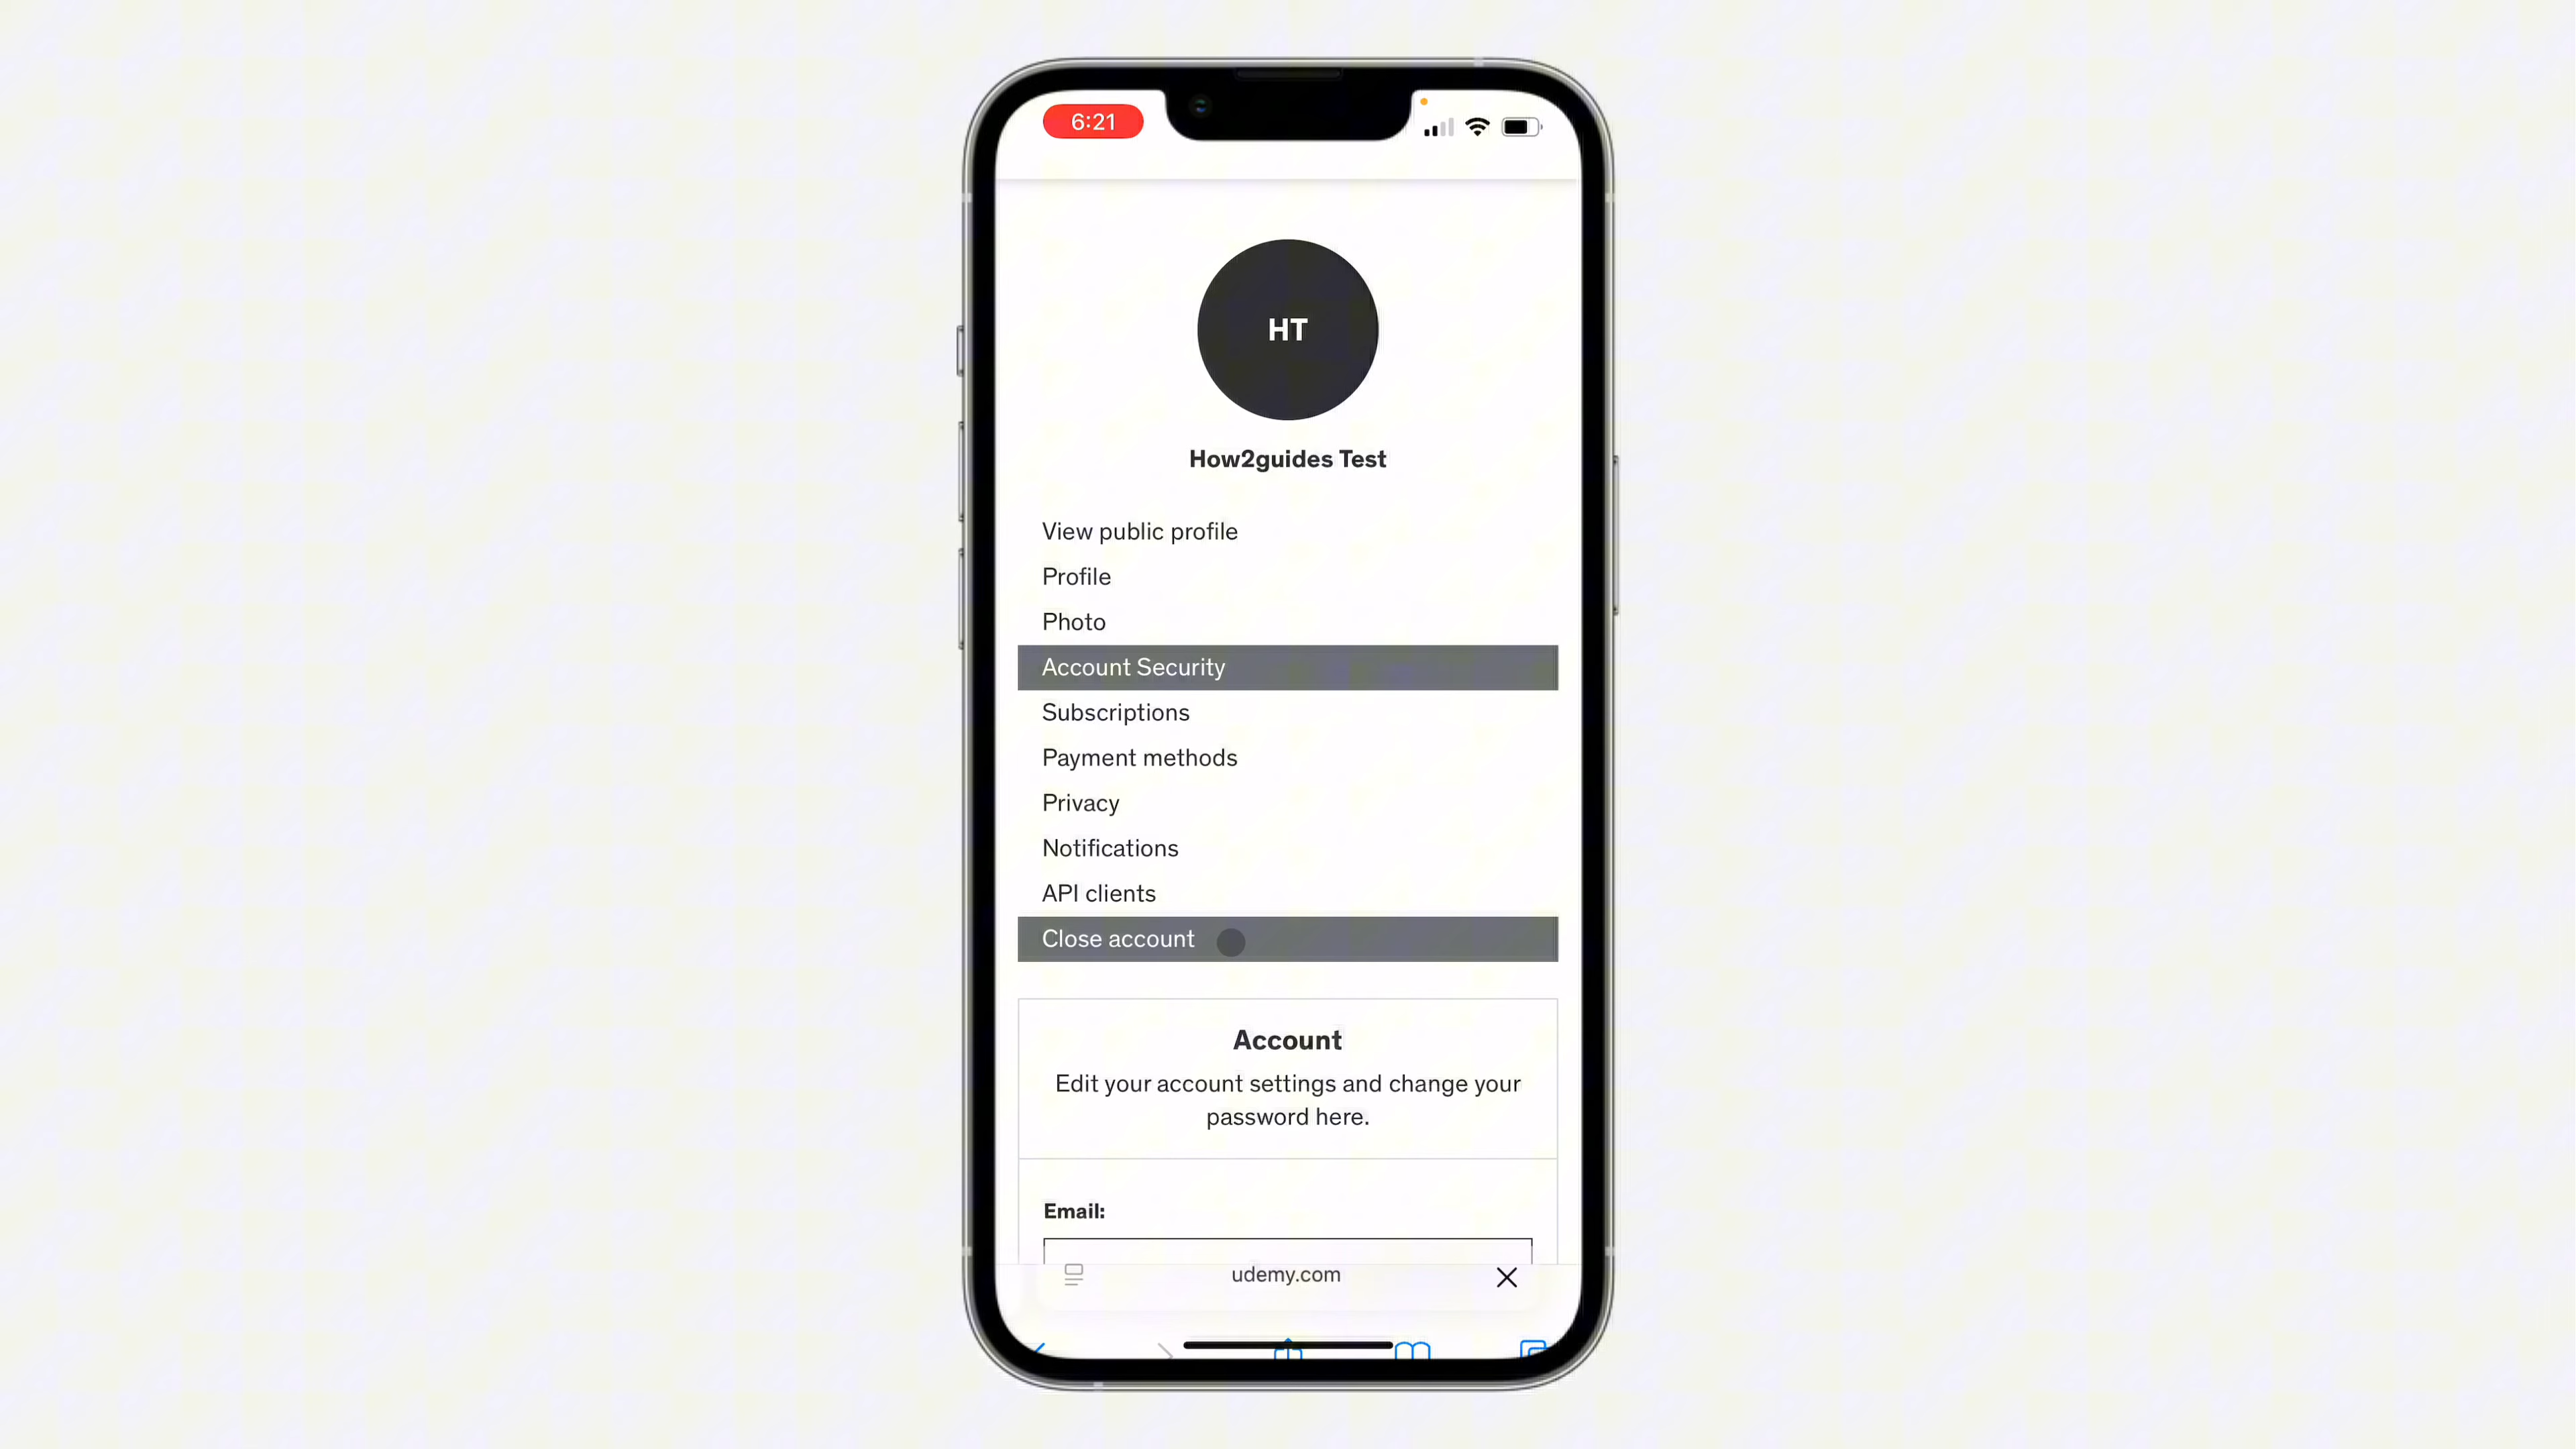 6:21
HT
How2guides Test
View public profile
Profile
Photo
Account Security
Subscriptions
Payment methods
Privacy
Notifications
API clients
Close account
Account
Edit your account settings and change your
password here.
Email:
udemy.com